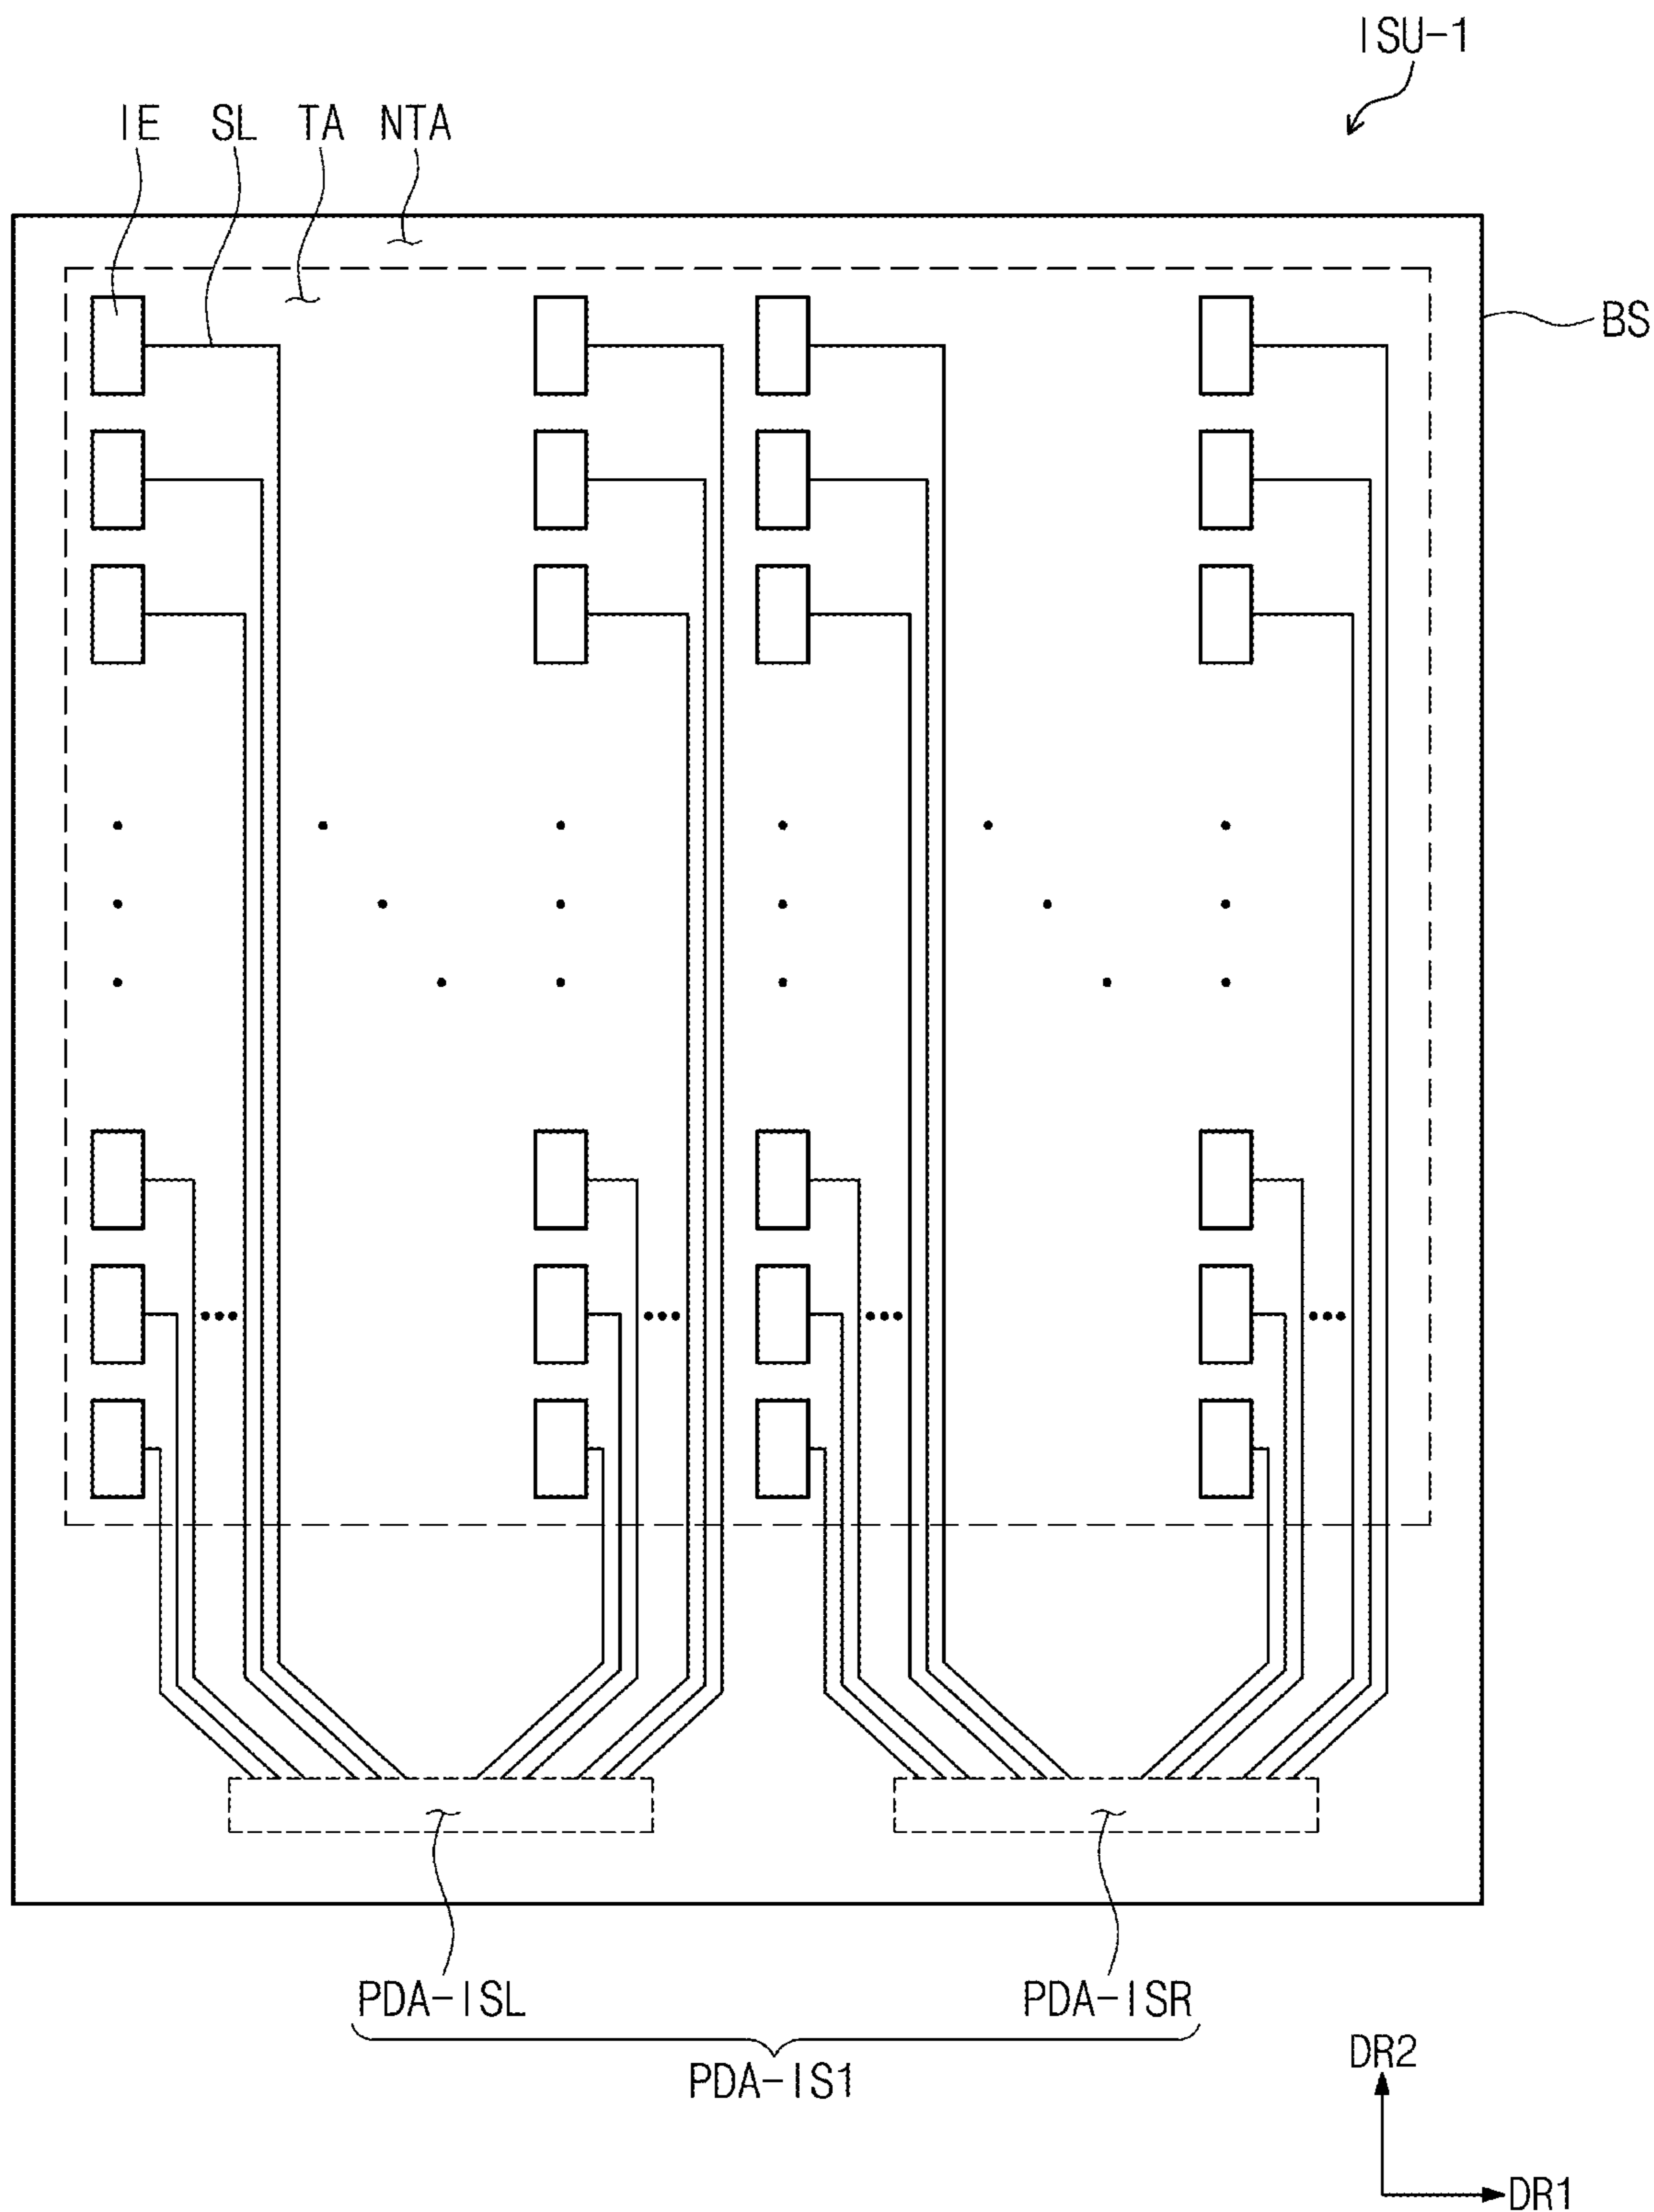 ISU-1
IE SL TA NTA
BS
PDA-ISL PDA-ISR
PDA-IS1
DR2
DR1